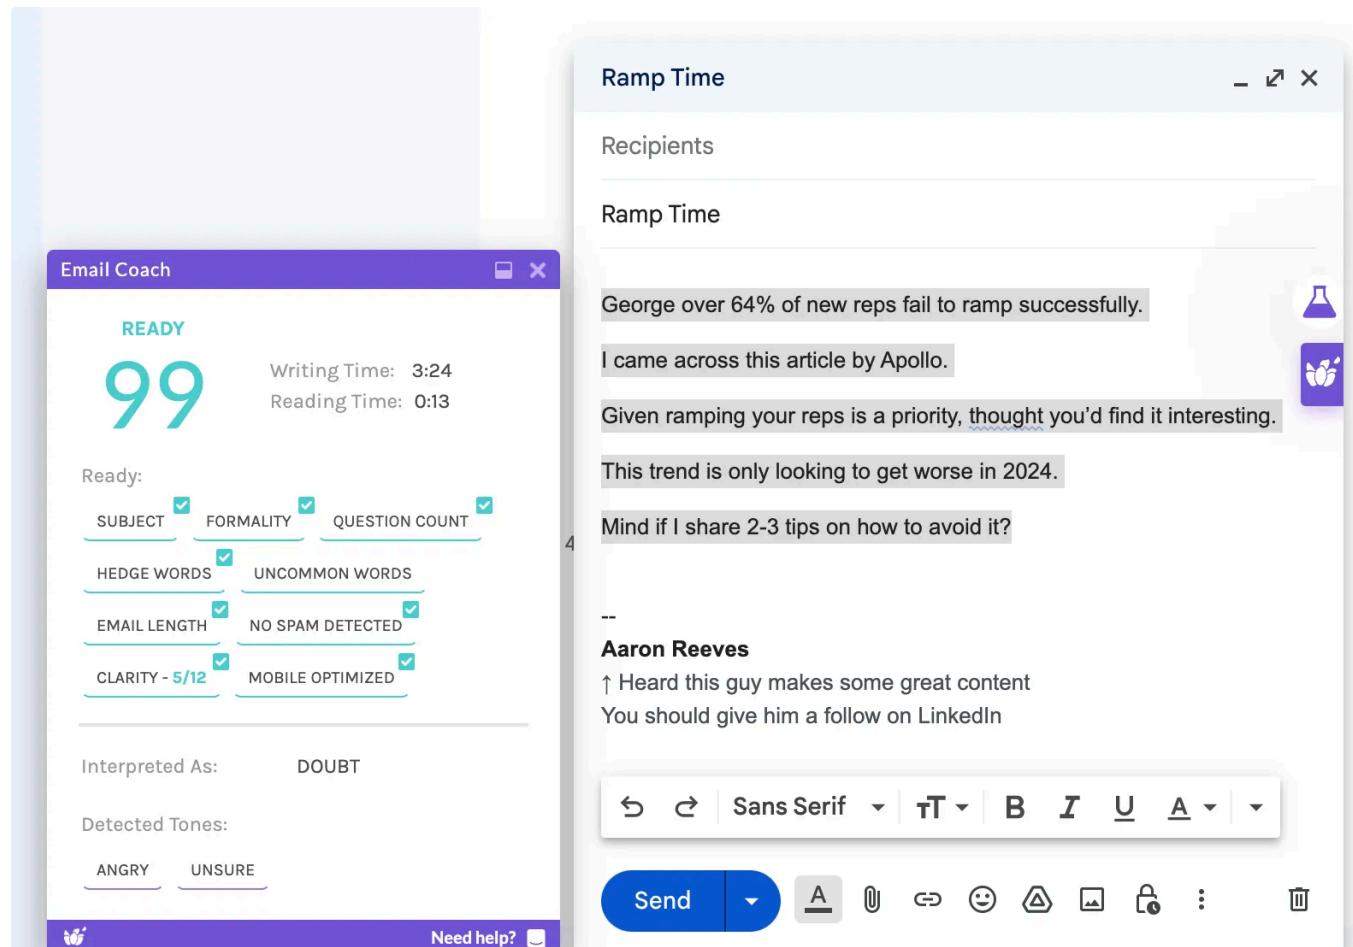 Email Coach
READY
99
Writing Time: 3:24
Reading Time: 0:13
Ready:
SUBJECT FORMALITY QUESTION COUNT
HEDGE WORDS UNCOMMON WORDS
EMAIL LENGTH NO SPAM DETECTED
CLARITY - 5/12 MOBILE OPTIMIZED
Interpreted As: DOUBT
Detected Tones:
ANGRY UNSURE
Need help?
4
Ramp Time
Recipients
Ramp Time
George over 64% of new reps fail to ramp successfully.
I came across this article by Apollo.
Given ramping your reps is a priority, thought you’d find it interesting.
This trend is only looking to get worse in 2024.
Mind if I share 2-3 tips on how to avoid it?
--
Aaron Reeves
↑ Heard this guy makes some great content
You should give him a follow on LinkedIn
Sans Serif
Send